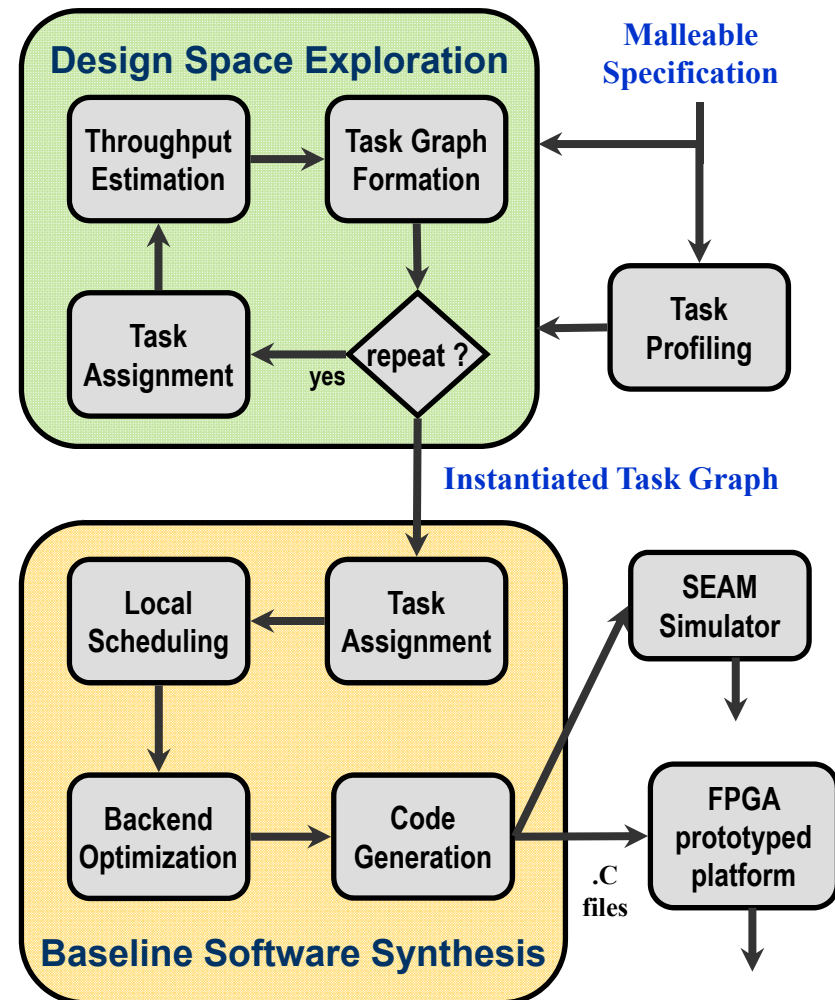 Design Space Exploration
Malleable
Specification
Throughput
Estimation
Task Graph
Formation
Task
Assignment
yes
repeat ?
Task
Profiling
Instantiated Task Graph
Local
Scheduling
Task
Assignment
SEAM
Simulator
Backend
Optimization
Code
Generation
.C
files
FPGA
prototyped
platform
Baseline Software Synthesis